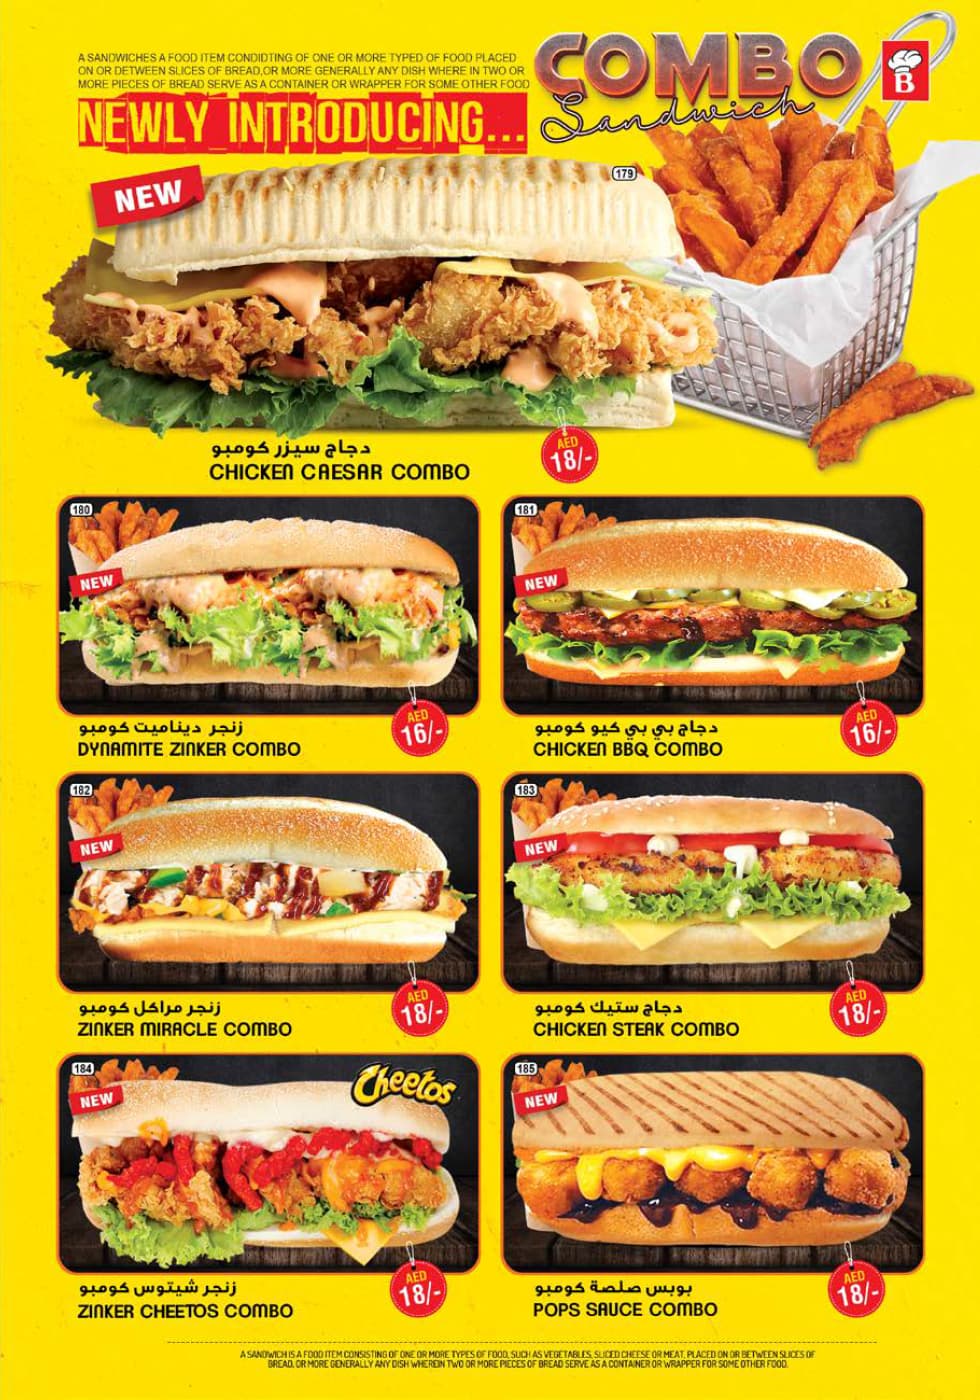 A SANDWICHES A FOOD ITEM CONDIDTING OF ONE OR MORE TYPED OF FOOD PLACED
ON OR DETWEEN SLICES OF BREAD,OR MORE GENERALLY ANY DISH WHERE IN TWO OR
MORE PIECES OF BREAD SERVE AS A CONTAINER OR WRAPPER FOR SOME OTHER FOOD
NEWLY INTRODUCING...
COMBO
Sandwich
B
NEW
179
دجاج سيزر كومبو
CHICKEN CAESAR COMBO
AED
18/-
180
NEW
زنجر ديناميت كومبو
DYNAMITE ZINKER COMBO
AED
16/-
181
NEW
دجاج بي بي كيو كومبو
CHICKEN BBQ COMBO
AED
16/-
182
NEW
زنجر مراكل كومبو
ZINKER MIRACLE COMBO
AED
18/-
183
NEW
دجاج ستيك كومبو
CHICKEN STEAK COMBO
AED
18/-
184
NEW
Cheetos
زنجر شيتوس كومبو
ZINKER CHEETOS COMBO
AED
18/-
185
NEW
بوبس صلصة كومبو
POPS SAUCE COMBO
AED
18/-
A SANDWICH IS A FOOD ITEM CONSISTING OF ONE OR MORE TYPES OF FOOD, SUCH AS VEGETABLES, SLICED CHEESE OR MEAT, PLACED ON OR BETWEEN SLICES OF
BREAD, OR MORE GENERALLY ANY DISH WHEREIN TWO OR MORE PIECES OF BREAD SERVE AS A CONTAINER OR WRAPPER FOR SOME OTHER FOOD.